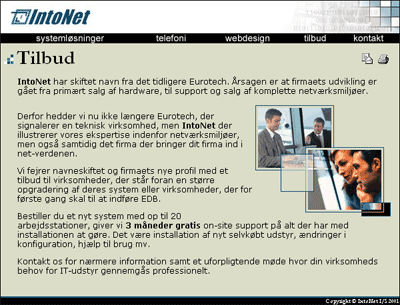 IntoNet
systemløsninger telefoni webdesign tilbud kontakt
Tilbud
IntoNet har skiftet navn fra det tidligere Eurotech. Årsagen er at firmaets udvikling er
gået fra primært salg af hardware, til support og salg af komplette netværksmiljøer.
Derfor hedder vi nu ikke længere Eurotech, der
signalerer en teknisk virksomhed, men IntoNet der
illustrerer vores ekspertise indenfor netværksmiljøer,
men også samtidig det firma der bringer dit firma ind i
net-verdenen.
Vi fejrer navneskiftet og firmaets nye profil med et
tilbud til virksomheder, der står foran en større
opgradering af deres system eller virksomheder, der for
første gang skal til at indføre EDB.
Bestiller du et nyt system med op til 20
arbejdsstationer, giver vi 3 måneder gratis on-site support på alt der har med
installationen at gøre. Det være installation af nyt selvkøbt udstyr, ændringer i
konfiguration, hjælp til brug mv.
Kontakt os for nærmere information samt et uforpligtende møde hvor din virksomheds
behov for IT-udstyr gennemgås professionelt.
Copyright © IntoNet I/S 2001